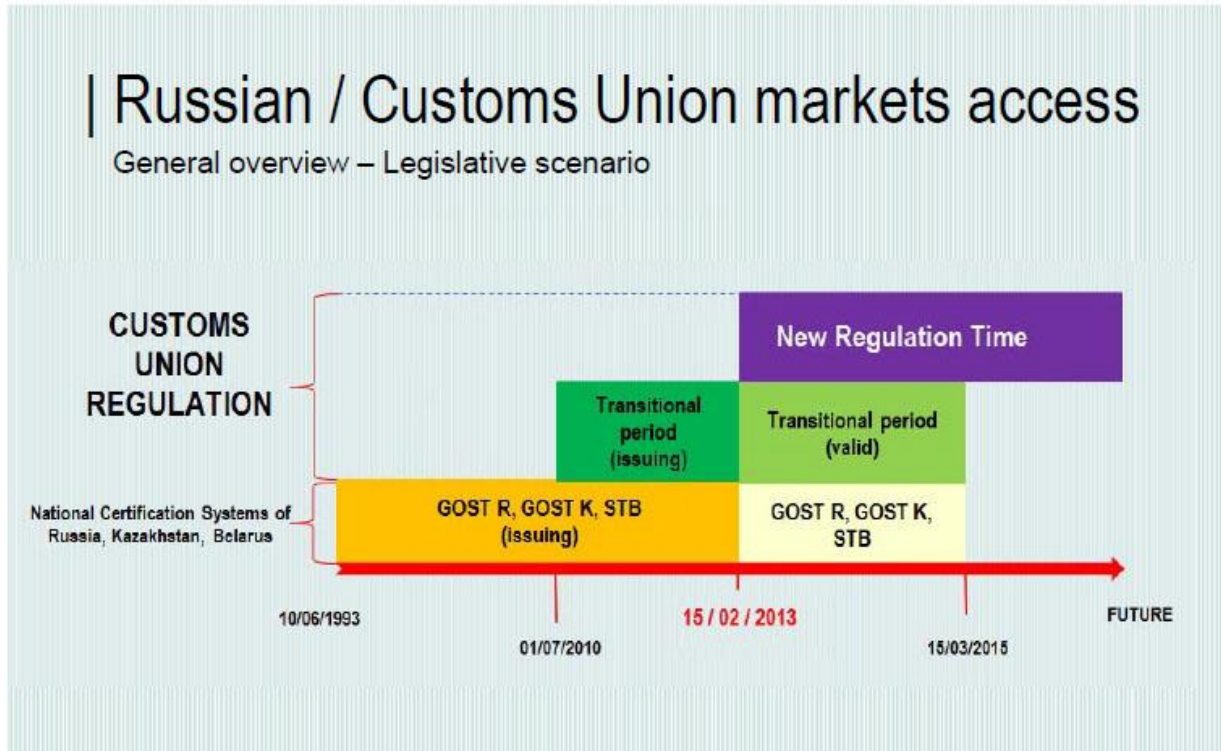 | Russian / Customs Union markets access
General overview – Legislative scenario
CUSTOMS
UNION
REGULATION
New Regulation Time
Transitional
period
(issuing)
Transitional period
(valid)
National Certification Systems of
Russia, Kazakhstan, Belarus
GOST R, GOST K, STB
(issuing)
GOST R, GOST K,
STB
10/06/1993
01/07/2010
15 / 02 / 2013
15/03/2015
FUTURE